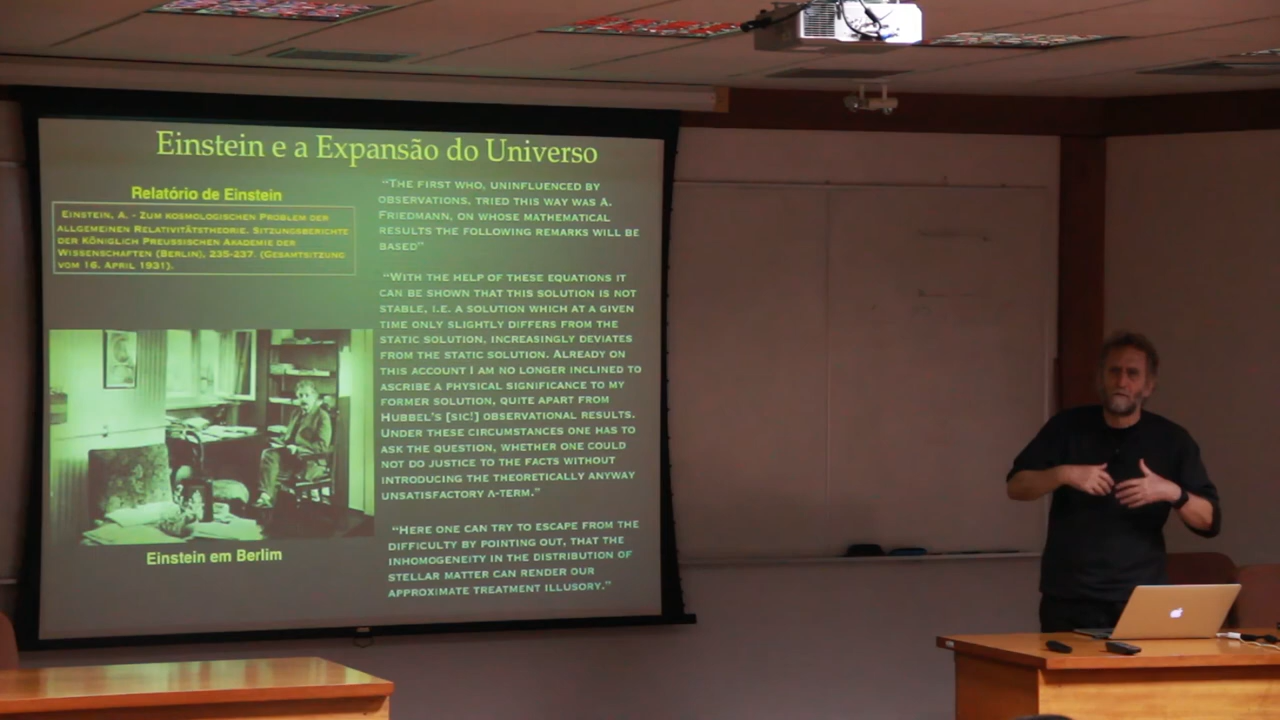 Einstein e a Expansão do Universo
Relatório de Einstein
EINSTEIN, A. - ZUM KOSMOLOGISCHEN PROBLEM DER
ALLGEMEINEN RELATIVITÄTSTHEORIE. SITZUNGSBERICHTE
DER KÖNIGLICH PREUSSISCHEN AKADEMIE DER
WISSENSCHAFTEN (BERLIN), 235-237. (GESAMTSITZUNG
VOM 16. APRIL 1931).
Einstein em Berlim
"THE FIRST WHO, UNINFLUENCED BY
OBSERVATIONS, TRIED THIS WAY WAS A.
FRIEDMANN, ON WHOSE MATHEMATICAL
RESULTS THE FOLLOWING REMARKS WILL BE
BASED"
"WITH THE HELP OF THESE EQUATIONS IT
CAN BE SHOWN THAT THIS SOLUTION IS NOT
STABLE, I.E. A SOLUTION WHICH AT A GIVEN
TIME ONLY SLIGHTLY DIFFERS FROM THE
STATIC SOLUTION, INCREASINGLY DEVIATES
FROM THE STATIC SOLUTION. ALREADY ON
THIS ACCOUNT I AM NO LONGER INCLINED TO
ASCRIBE A PHYSICAL SIGNIFICANCE TO MY
FORMER SOLUTION, QUITE APART FROM
HUBBEL'S [SIC!] OBSERVATIONAL RESULTS.
UNDER THESE CIRCUMSTANCES ONE HAS TO
ASK THE QUESTION, WHETHER ONE COULD
NOT DO JUSTICE TO THE FACTS WITHOUT
INTRODUCING THE THEORETICALLY ANYWAY
UNSATISFACTORY Λ-TERM."
"HERE ONE CAN TRY TO ESCAPE FROM THE
DIFFICULTY BY POINTING OUT, THAT THE
INHOMOGENEITY IN THE DISTRIBUTION OF
STELLAR MATTER CAN RENDER OUR
APPROXIMATE TREATMENT ILLUSORY."